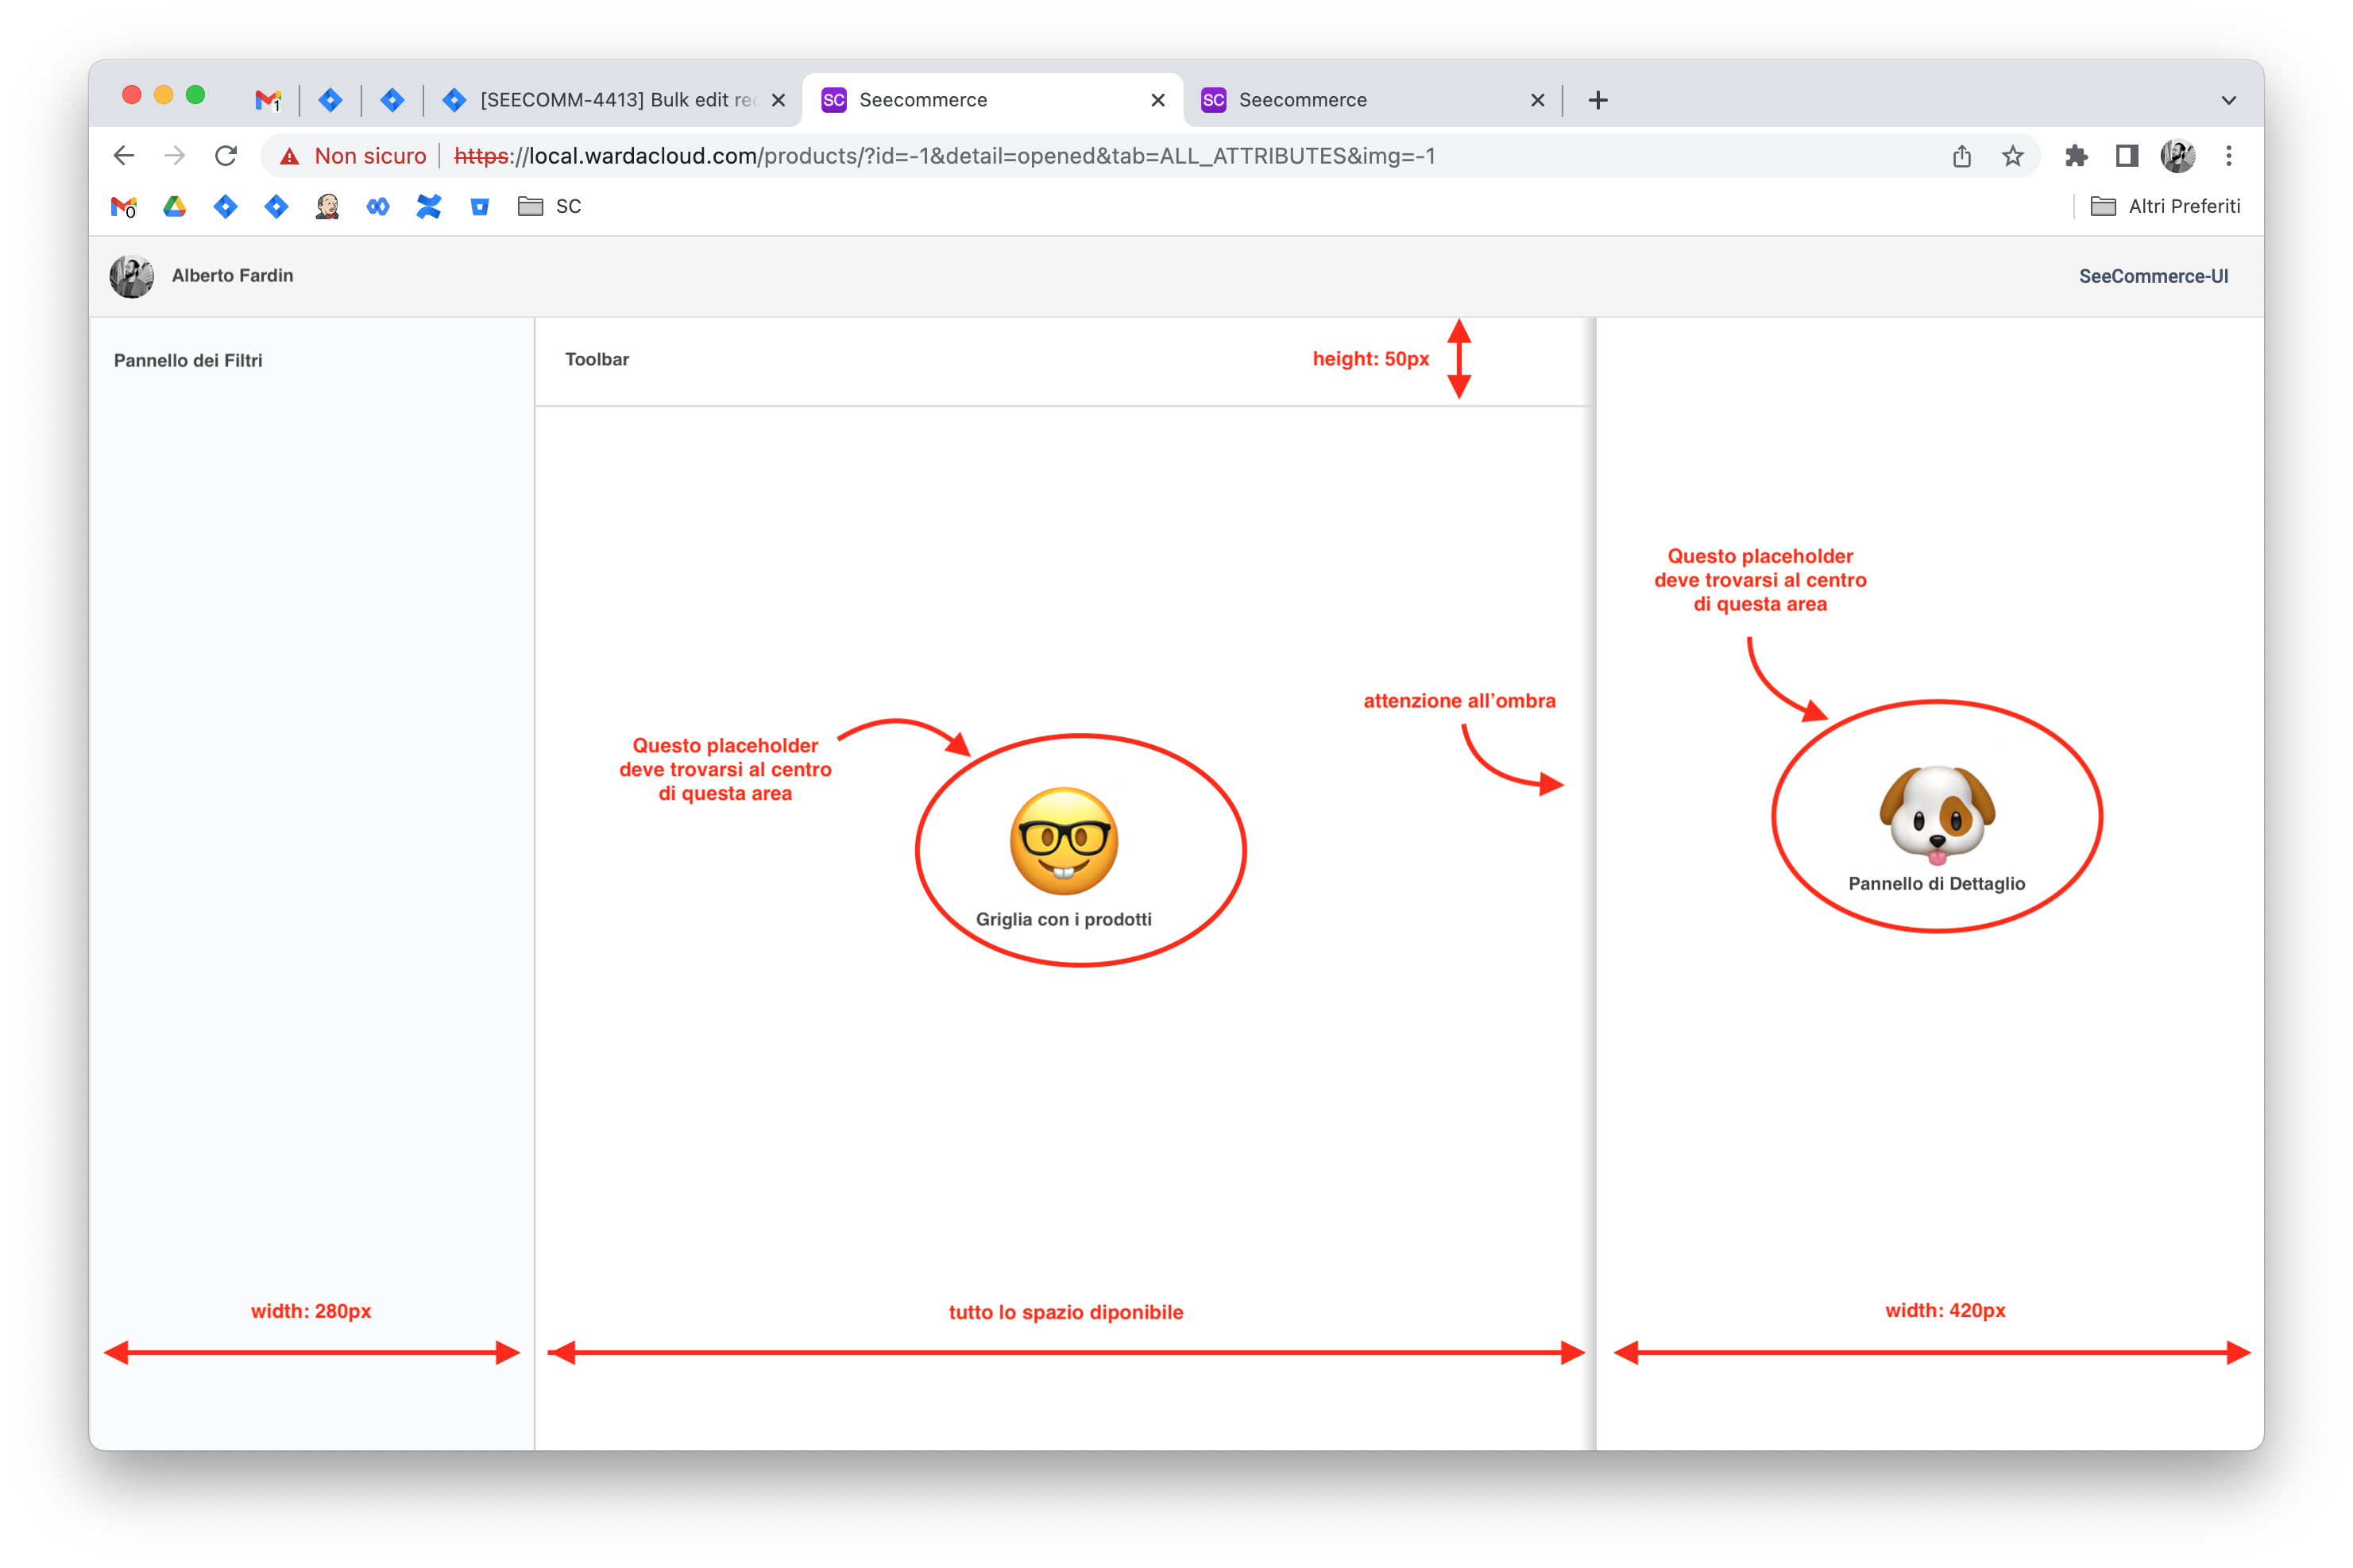 [SEECOMM-4413] Bulk edit rec
SC Seecommerce
SC Seecommerce
1
Non sicuro
https://local.wardacloud.com/products/?id=-1&detail=opened&tab=ALL_ATTRIBUTES&img=-1
0
SC
Altri Preferiti
Alberto Fardin
SeeCommerce-UI
Pannello dei Filtri
Toolbar
height: 50px
Questo placeholder
deve trovarsi al centro
di questa area
attenzione all’ombra
Questo placeholder
deve trovarsi al centro
di questa area
Pannello di Dettaglio
Griglia con i prodotti
width: 280px
tutto lo spazio diponibile
width: 420px